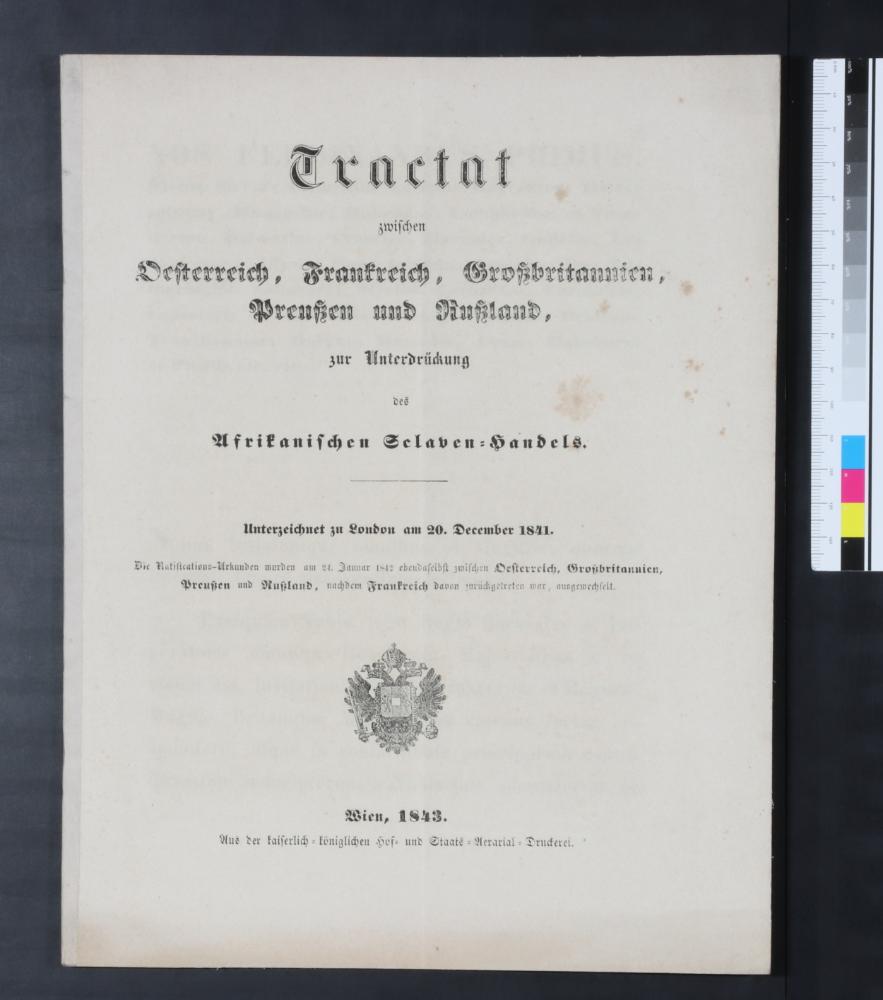 Tractat
zwischen
Oesterreich, Frankreich, Großbritannien,
Preußen und Rußland,
zur Unterdrückung
des
Afrikanischen Sclaven-Handels.
Unterzeichnet zu London am 20. December 1841.
Die Ratifications-Urkunden wurden am 24. Januar 1842 ebendaselbst zwischen Oesterreich, Großbritannien,
Preußen und Rußland, nachdem Frankreich davon zurückgetreten war, ausgewechselt.
Wien, 1843.
Aus der kaiserlich-königlichen Hof- und Staats-Aerarial-Druckerei.